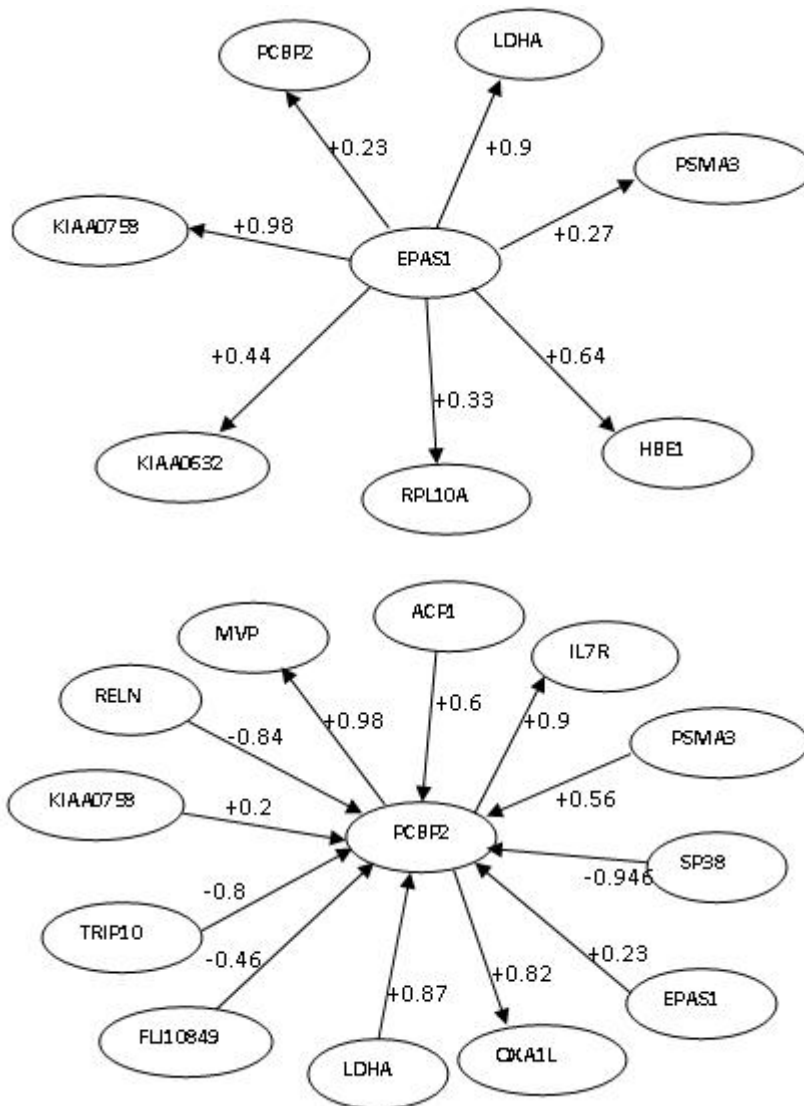 LDHA
PCBP2
+0.23
+0.9
PSMA3
KIAA0758
+0.98
EPAS1
+0.27
+0.44
+0.64
+0.33
KIAA0632
HBE1
RPL10A
ACP1
MVP
IL7R
RELN
-0.84
+0.98
+0.6
+0.9
PSMA3
KIAA0758
+0.2
+0.56
PCBP2
SP38
-0.946
-0.8
TRIP10
-0.46
+0.23
+0.82
+0.87
EPAS1
FLJ10849
LDHA
OXA1L